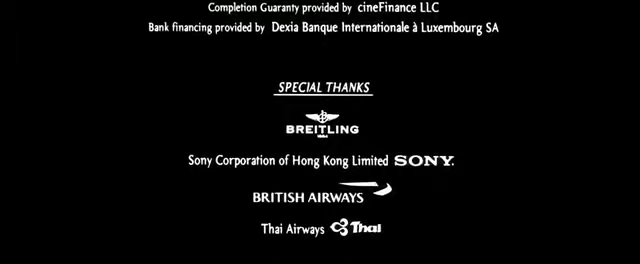 Completion Guaranty provided by cineFinance LLC
Bank financing provided by Dexia Banque Internationale à Luxembourg SA
SPECIAL THANKS
BREITLING
1884
Sony Corporation of Hong Kong Limited SONY.
BRITISH AIRWAYS
Thai Airways Thai